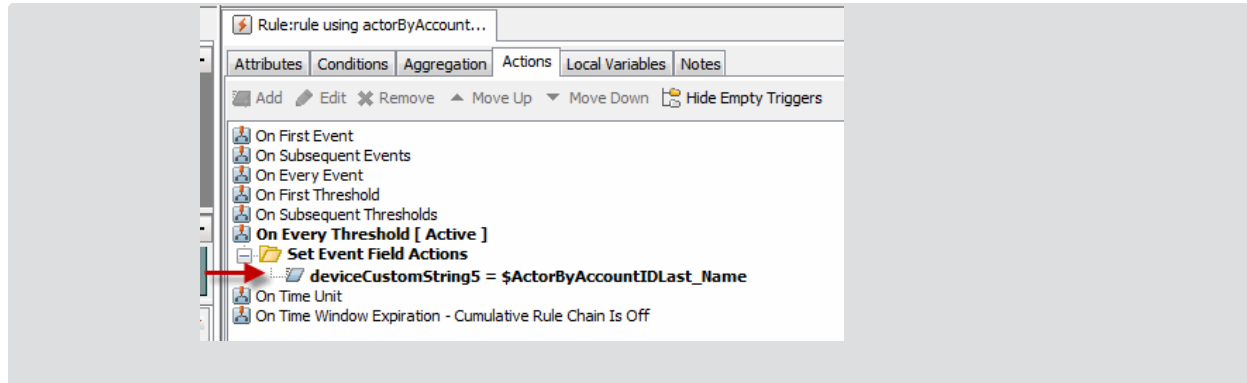 Rule:rule using actorByAccount...
Attributes Conditions Aggregation Actions Local Variables Notes
Add Edit Remove Move Up Move Down Hide Empty Triggers
On First Event
On Subsequent Events
On Every Event
On First Threshold
On Subsequent Thresholds
On Every Threshold [ Active ]
Set Event Field Actions
deviceCustomString5 = $ActorByAccountIDLast_Name
On Time Unit
On Time Window Expiration - Cumulative Rule Chain Is Off